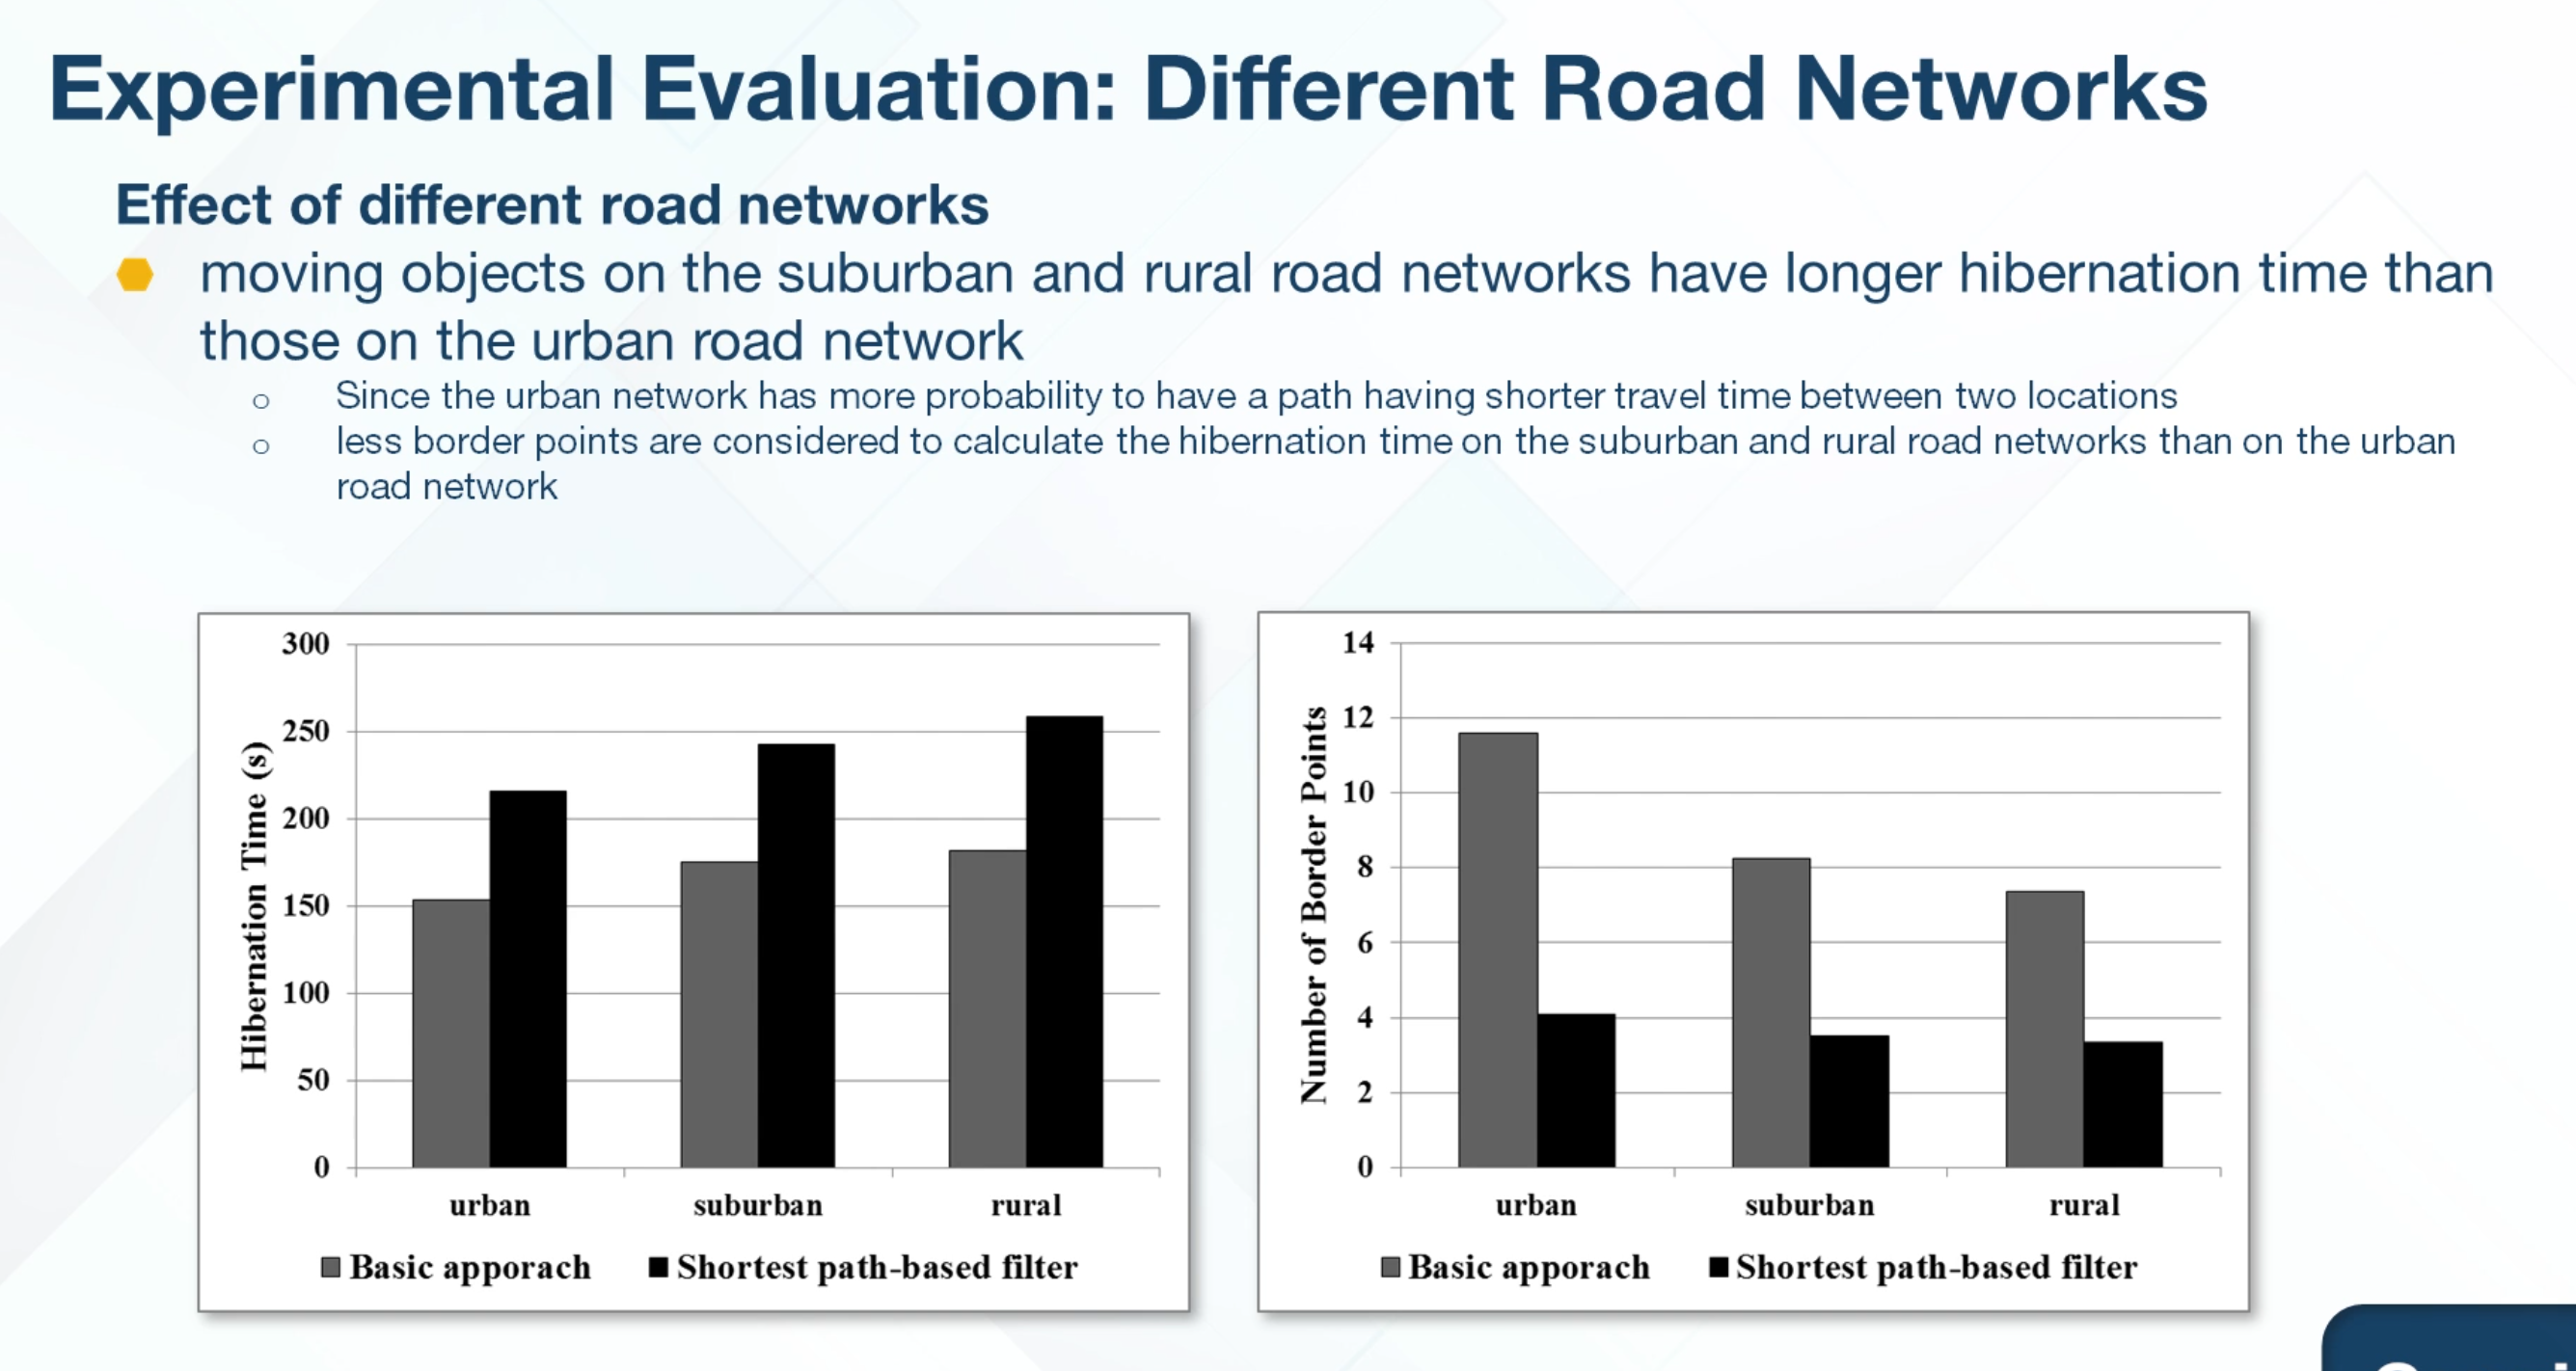 Experimental Evaluation: Different Road Networks
Effect of different road networks
moving objects on the suburban and rural road networks have longer hibernation time than
those on the urban road network
o Since the urban network has more probability to have a path having shorter travel time between two locations
o less border points are considered to calculate the hibernation time on the suburban and rural road networks than on the urban
road network
Hibernation Time (s)
300
250
200
150
100
50
0
urban suburban rural
Basic apporach Shortest path-based filter
Number of Border Points
14
12
10
8
6
4
2
0
urban suburban rural
Basic apporach Shortest path-based filter